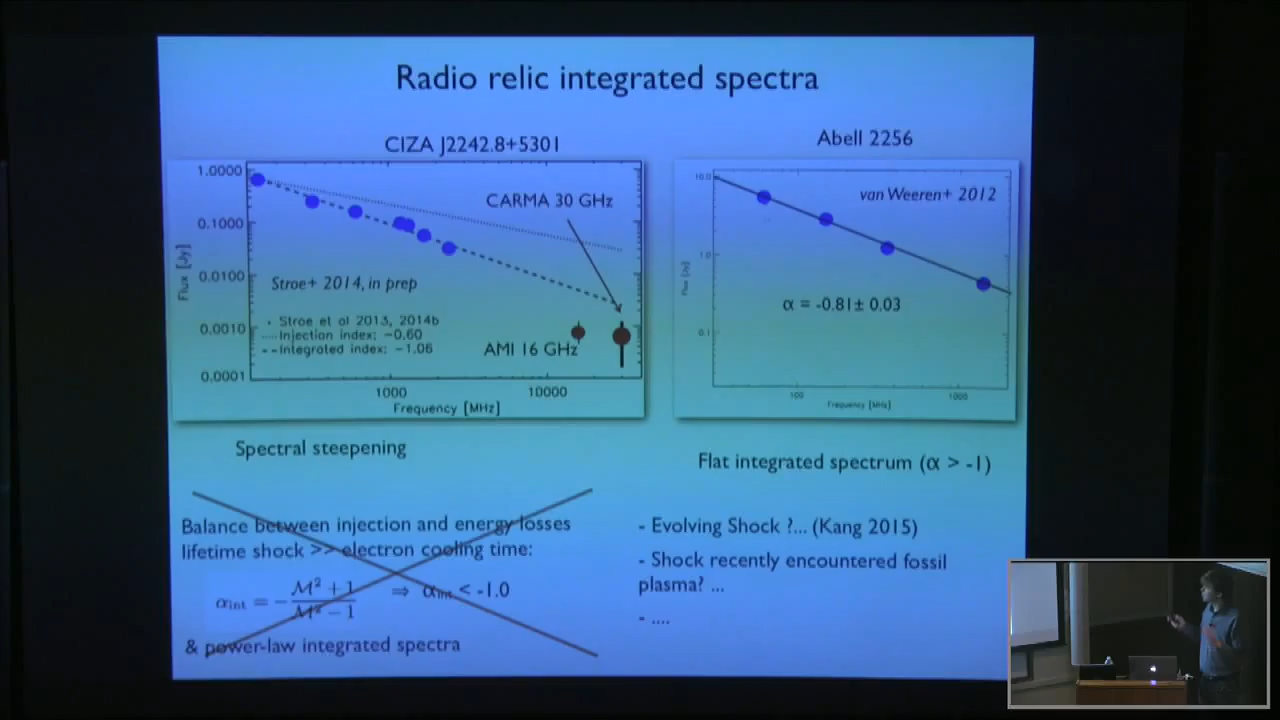 Radio relic integrated spectra
CIZA J2242.8+5301
1.0000
0.1000
0.0100
0.0010
0.0001
Flux [Jy]
CARMA 30 GHz
Stroe+ 2014, in prep
Stroe et al 2013, 2014b
Injection index: -0.60
Integrated index: -1.06
AMI 16 GHz
1000
10000
Frequency [MHz]
Abell 2256
10.0
1.0
0.1
Flux [Jy]
van Weeren+ 2012
α = -0.81± 0.03
100
1000
Frequency [MHz]
Spectral steepening
Flat integrated spectrum (α > -1)
Balance between injection and energy losses
lifetime shock >> electron cooling time:
αint = − M² + 1 / M² − 1 ⇒ αint < -1.0
& power-law integrated spectra
- Evolving Shock ?... (Kang 2015)
- Shock recently encountered fossil
plasma? ...
- ....